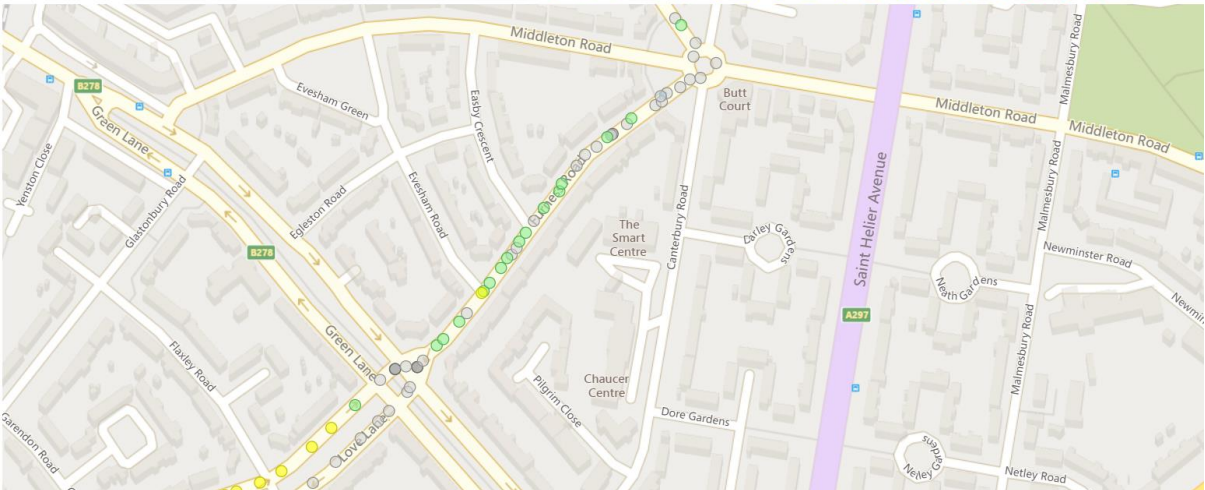 Middleton Road
Malmesbury Road
B278
Green Lane
Evesham Green
Easby Crescent
Butt
Court
Middleton Road
Middleton Road
Yenston Close
Glastonbury Road
Egleston Road
Evesham Road
The
Smart
Centre
Canterbury Road
Saint Helier Avenue
Malmesbury Road
B278
Newminster Road
Neath Gardens
Newmin
A297
Green Lane
Flaxley Road
Malmesbury Road
Chaucer
Centre
Pilgrim Close
Dore Gardens
Love Lane
Garendon Road
Netley Gardens
Netley Road